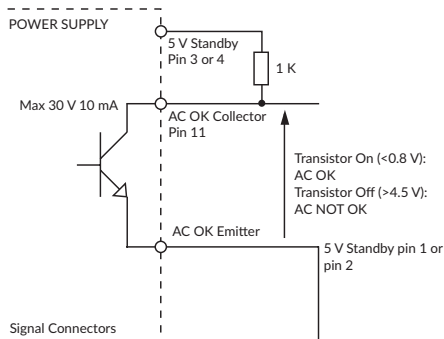 POWER SUPPLY
5 V Standby
Pin 3 or 4
1 K
Max 30 V 10 mA
AC OK Collector
Pin 11
Transistor On (<0.8 V):
AC OK
Transistor Off (>4.5 V):
AC NOT OK
AC OK Emitter
5 V Standby pin 1 or
pin 2
Signal Connectors